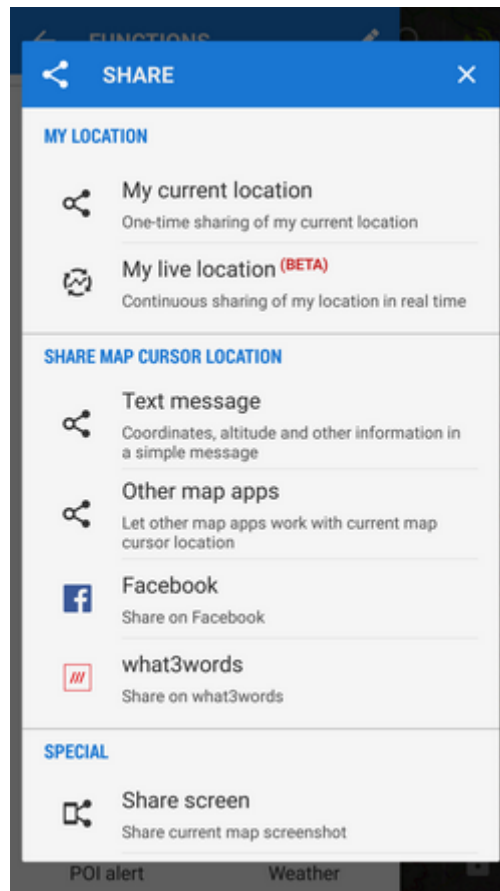 FUNCTIONS
SHARE
MY LOCATION
My current location
One-time sharing of my current location
My live location (BETA)
Continuous sharing of my location in real time
SHARE MAP CURSOR LOCATION
Text message
Coordinates, altitude and other information in
a simple message
Other map apps
Let other map apps work with current map
cursor location
Facebook
Share on Facebook
what3words
Share on what3words
SPECIAL
Share screen
Share current map screenshot
POI alert Weather